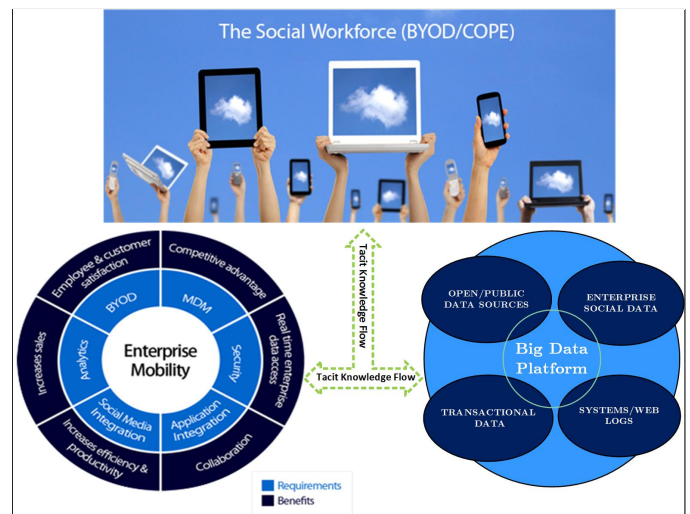 The Social Workforce (BYOD/COPE)
Tacit Knowledge Flow
Tacit Knowledge Flow
Employee & customer
satisfaction
Competitive advantage
Real time enterprise
data access
Collaboration
Increases efficiency &
productivity
Increases sales
BYOD
MDM
Security
Application
Integration
Social Media
Integration
Analytics
Enterprise
Mobility
OPEN/PUBLIC
DATA SOURCES
ENTERPRISE
SOCIAL DATA
Big Data
Platform
TRANSACTIONAL
DATA
SYSTEMS/WEB
LOGS
Requirements
Benefits